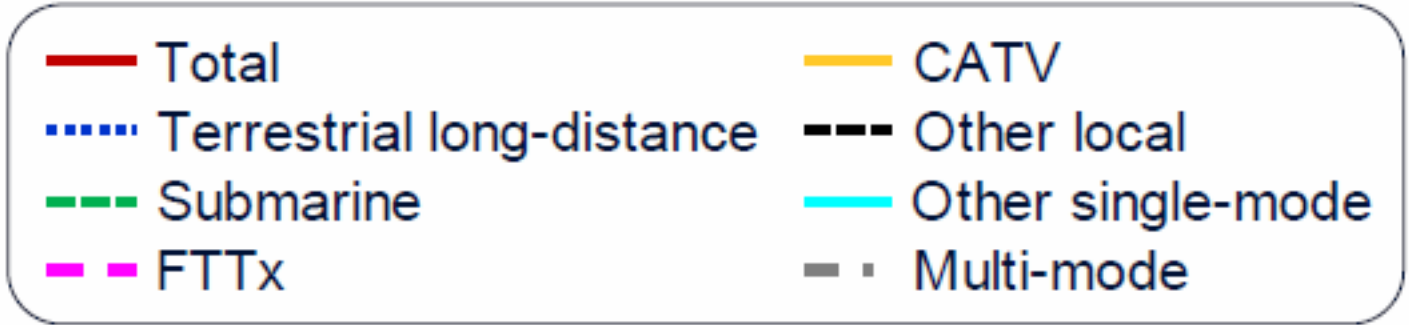 Total
Terrestrial long-distance
Submarine
FTTx
CATV
Other local
Other single-mode
Multi-mode